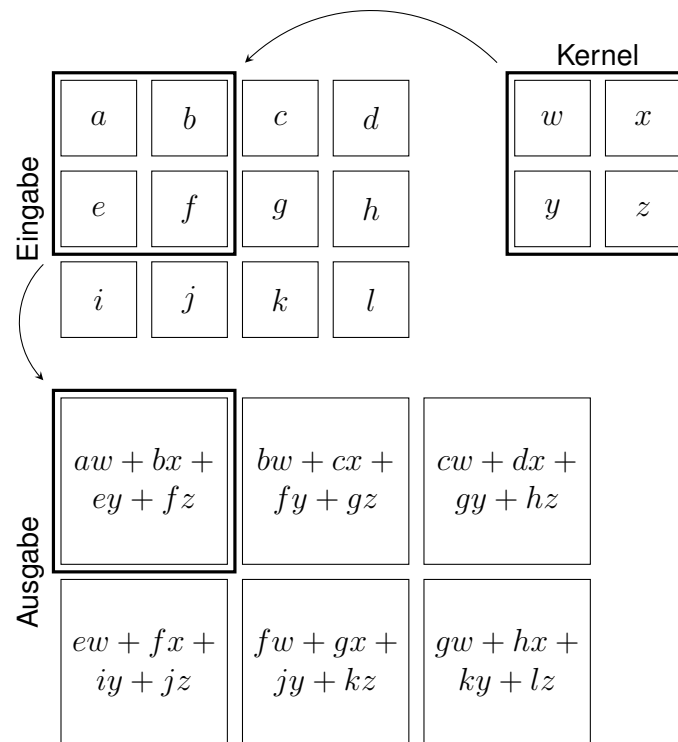 Kernel
a b c d w x
Eingabe
e f g h y z
i j k l
aw + bx + bw + cx + cw + dx +
ey + fz fy + gz gy + hz
Ausgabe
ew + fx + fw + gx + gw + hx +
iy + jz jy + kz ky + lz